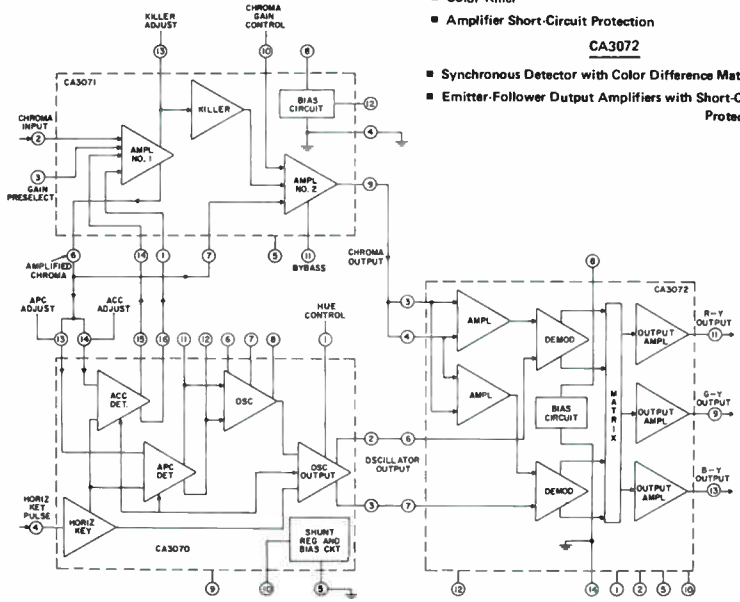 ▪ Amplifier Short-Circuit Protection
CA3072
▪ Synchronous Detector with Color Difference Mat
▪ Emitter-Follower Output Amplifiers with Short-C
Prote
KILLER
ADJUST
CHROMA
GAIN
CONTROL
13
10
8
CA3071
KILLER
BIAS
CIRCUIT
12
4
CHROMA
INPUT
2
AMPL
NO. 1
3
GAIN
PRESELECT
AMPL
NO. 2
9
6
14
1
7
5
11
BYBASS
AMPLIFIED
CHROMA
CHROMA
OUTPUT
8
CA3072
APC
ADJUST
ACC
ADJUST
HUE
CONTROL
13
14
15
16
11
12
6
7
8
1
3
4
AMPL
AMPL
DEMOD
DEMOD
BIAS
CIRCUIT
MATRIX
OUTPUT
AMPL
R-Y
OUTPUT
11
OUTPUT
AMPL
G-Y
OUTPUT
9
OUTPUT
AMPL
B-Y
OUTPUT
13
ACC
DET.
OSC
APC
DET
OSC
OUTPUT
2
6
OSCILLATOR
OUTPUT
3
7
HORIZ
KEY
PULSE
4
HORIZ
KEY
SHUNT
REG AND
BIAS CKT
CA3070
9
10
5
12
14
1
2
5
10